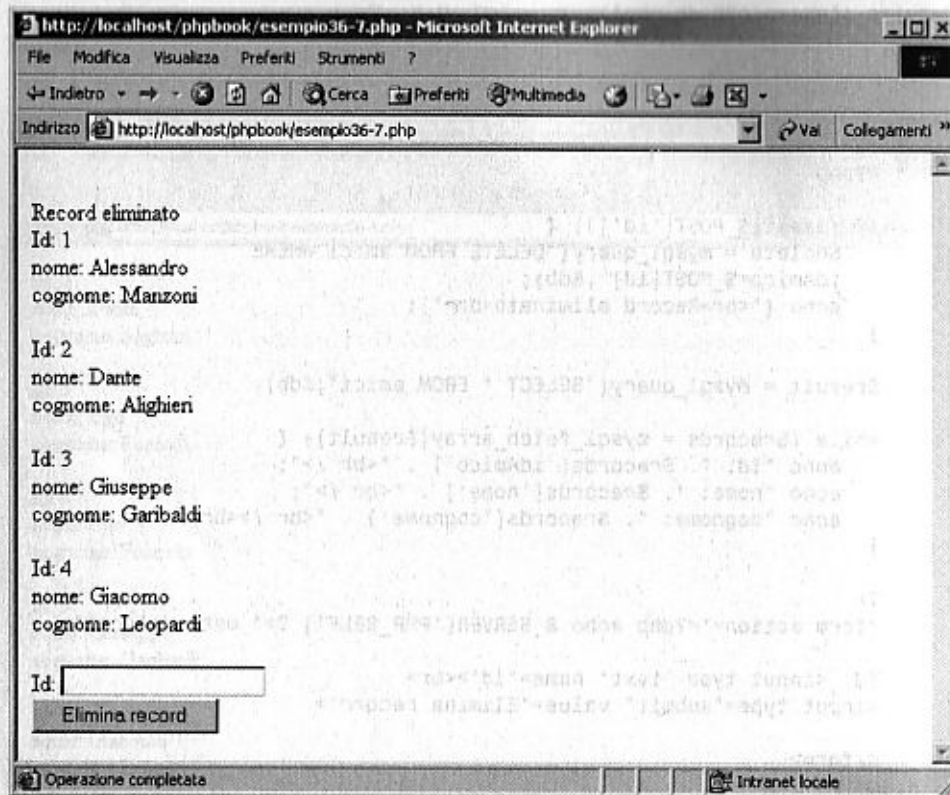 http://localhost/phpbook/esempio36-7.php - Microsoft Internet Explorer
File Modifica Visualizza Preferiti Strumenti ?
Indietro Cerca Preferiti Multimedia
Indirizzo http://localhost/phpbook/esempio36-7.php Vai Collegamenti »
Record eliminato
Id: 1
nome: Alessandro
cognome: Manzoni
Id: 2
nome: Dante
cognome: Alighieri
Id: 3
nome: Giuseppe
cognome: Garibaldi
Id: 4
nome: Giacomo
cognome: Leopardi
Id:
Elimina record
Operazione completata Intranet locale